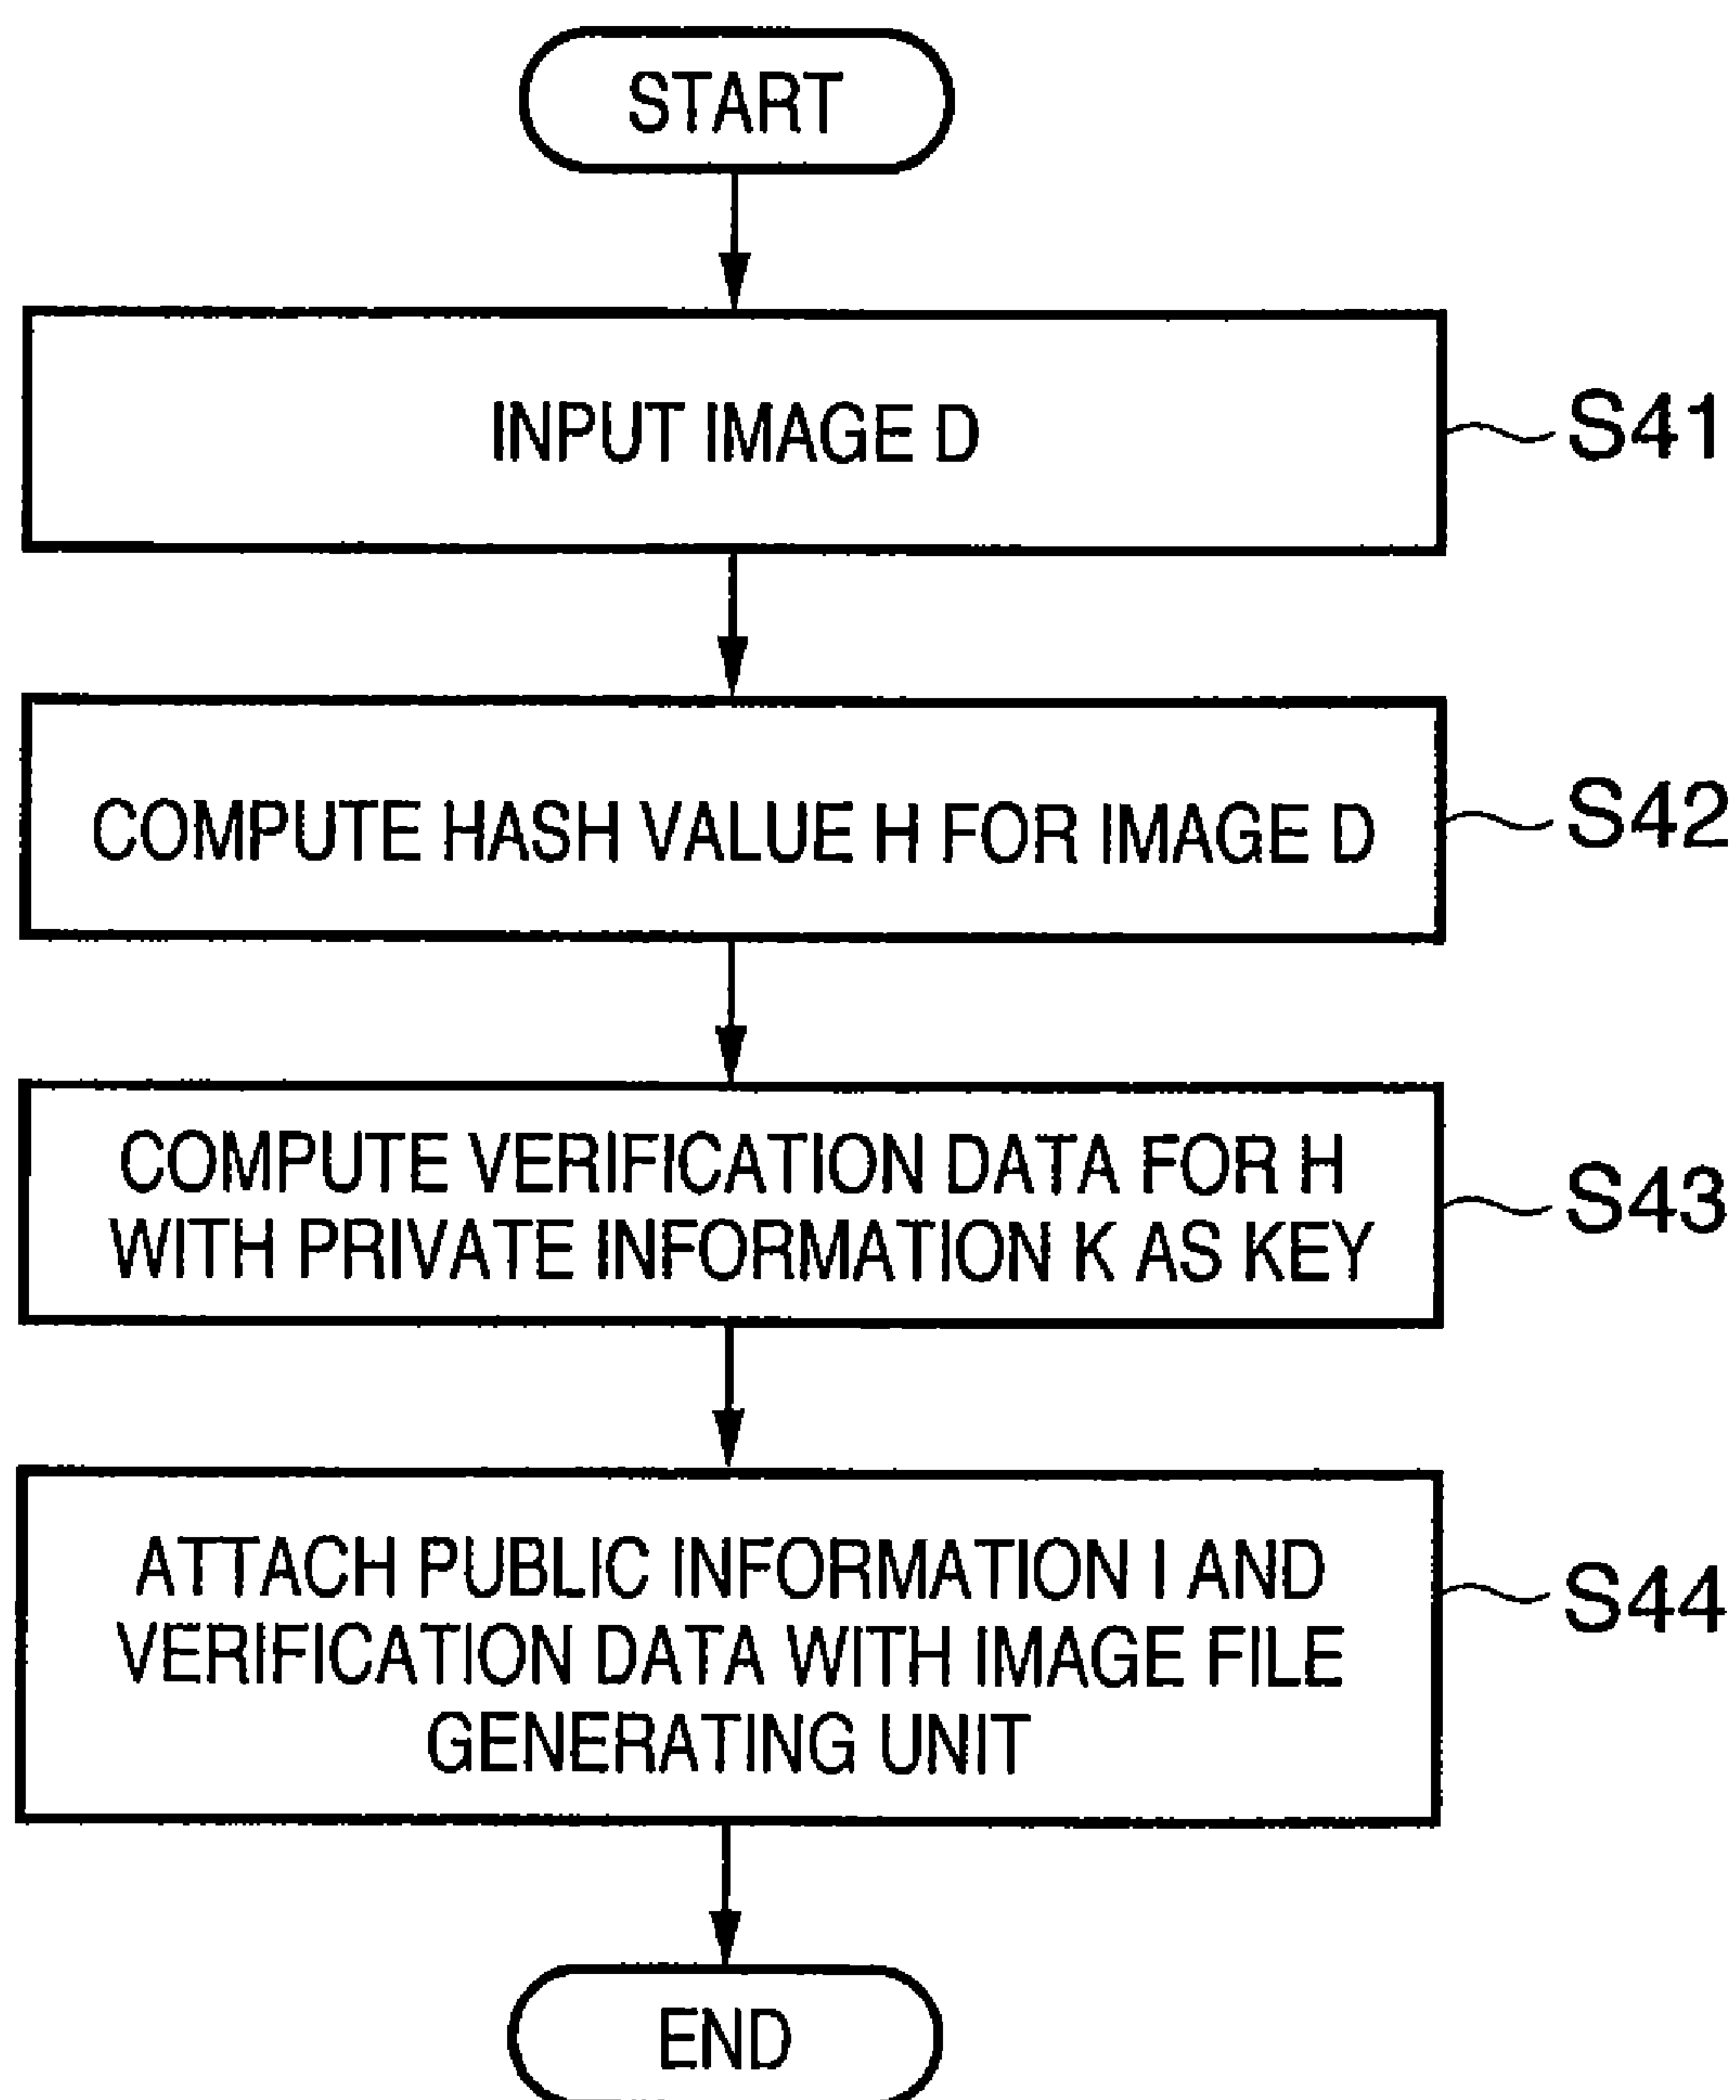 START
INPUT IMAGE D
S41
COMPUTE HASH VALUE H FOR IMAGE D
S42
COMPUTE VERIFICATION DATA FOR H
WITH PRIVATE INFORMATION K AS KEY
S43
ATTACH PUBLIC INFORMATION I AND
VERIFICATION DATA WITH IMAGE FILE
GENERATING UNIT
S44
END